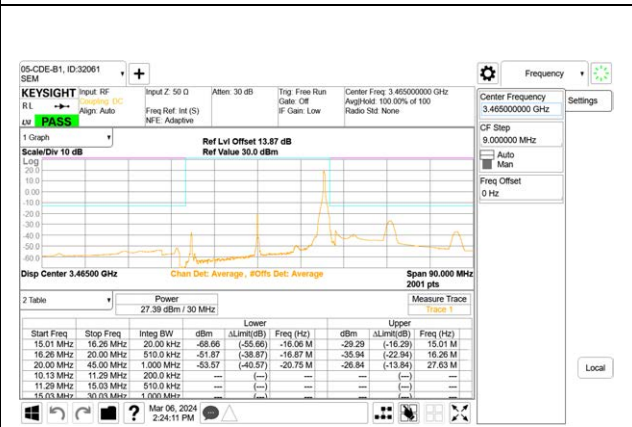 05-CDE-B1, ID:32061
SEM
Frequency
KEYSIGHT Input: RF Input Z: 50 Ω Atten: 30 dB Trig: Free Run Center Freq: 3.465000000 GHz
RL Coupling: DC Gate: Off Avg|Hold: 100.00% of 100
Align: Auto Freq Ref: Int (S) IF Gain: Low Radio Std: None
NFE: Adaptive
LXI PASS
Center Frequency Settings
3.465000000 GHz
CF Step
9.000000 MHz
Auto
Man
Freq Offset
0 Hz
1 Graph
Ref Lvl Offset 13.87 dB
Scale/Div 10 dB Ref Value 30.0 dBm
Log
20.0
10.0
0.00
-10.0
-20.0
-30.0
-40.0
-50.0
-60.0
Disp Center 3.46500 GHz Chan Det: Average , #Offs Det: Average Span 90.000 MHz
2001 pts
2 Table Power Measure Trace
27.39 dBm / 30 MHz Trace 1
Lower Upper
Start Freq Stop Freq Integ BW dBm ΔLimit(dB) Freq (Hz) dBm ΔLimit(dB) Freq (Hz)
15.01 MHz 16.26 MHz 200.0 kHz -68.66 (-55.66) -16.06 M -29.29 (-16.29) 15.01 M
16.26 MHz 20.00 MHz 510.0 kHz -51.87 (-38.87) -16.87 M -35.94 (-22.94) 16.26 M
20.00 MHz 45.00 MHz 1.000 MHz -53.57 (-40.57) -20.75 M -26.84 (-13.84) 27.63 M
10.13 MHz 11.29 MHz 200.0 kHz --- (---) --- --- (---) ---
11.29 MHz 15.03 MHz 510.0 kHz --- (---) --- --- (---) ---
15.03 MHz 30.03 MHz 1.000 MHz --- (---) --- --- (---) ---
Local
? Mar 06, 2024
2:24:11 PM